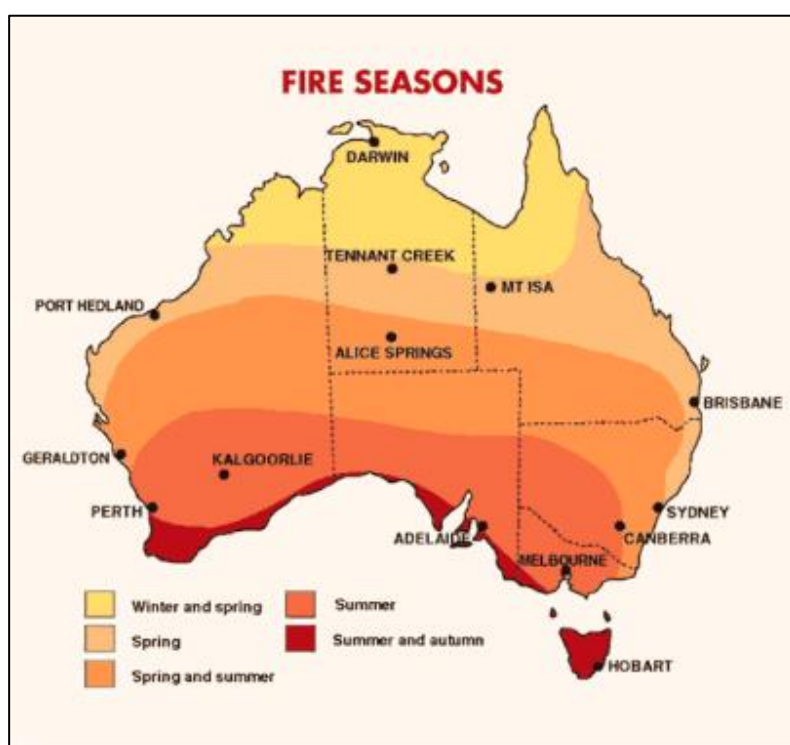 FIRE SEASONS
DARWIN
TENNANT CREEK
MT ISA
PORT HEDLAND
ALICE SPRINGS
BRISBANE
GERALDTON
KALGOORLIE
PERTH
SYDNEY
ADELAIDE
CANBERRA
MELBOURNE
Winter and spring
Summer
Spring
Summer and autumn
Spring and summer
HOBART